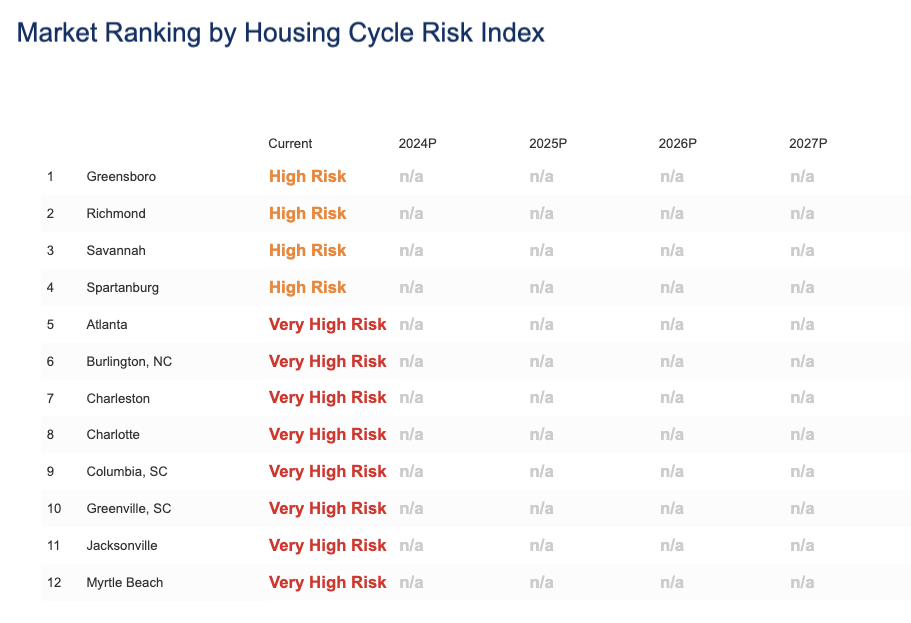 Market Ranking by Housing Cycle Risk Index
Current 2024P 2025P 2026P 2027P
1 Greensboro High Risk n/a n/a n/a n/a
2 Richmond High Risk n/a n/a n/a n/a
3 Savannah High Risk n/a n/a n/a n/a
4 Spartanburg High Risk n/a n/a n/a n/a
5 Atlanta Very High Risk n/a n/a n/a n/a
6 Burlington, NC Very High Risk n/a n/a n/a n/a
7 Charleston Very High Risk n/a n/a n/a n/a
8 Charlotte Very High Risk n/a n/a n/a n/a
9 Columbia, SC Very High Risk n/a n/a n/a n/a
10 Greenville, SC Very High Risk n/a n/a n/a n/a
11 Jacksonville Very High Risk n/a n/a n/a n/a
12 Myrtle Beach Very High Risk n/a n/a n/a n/a